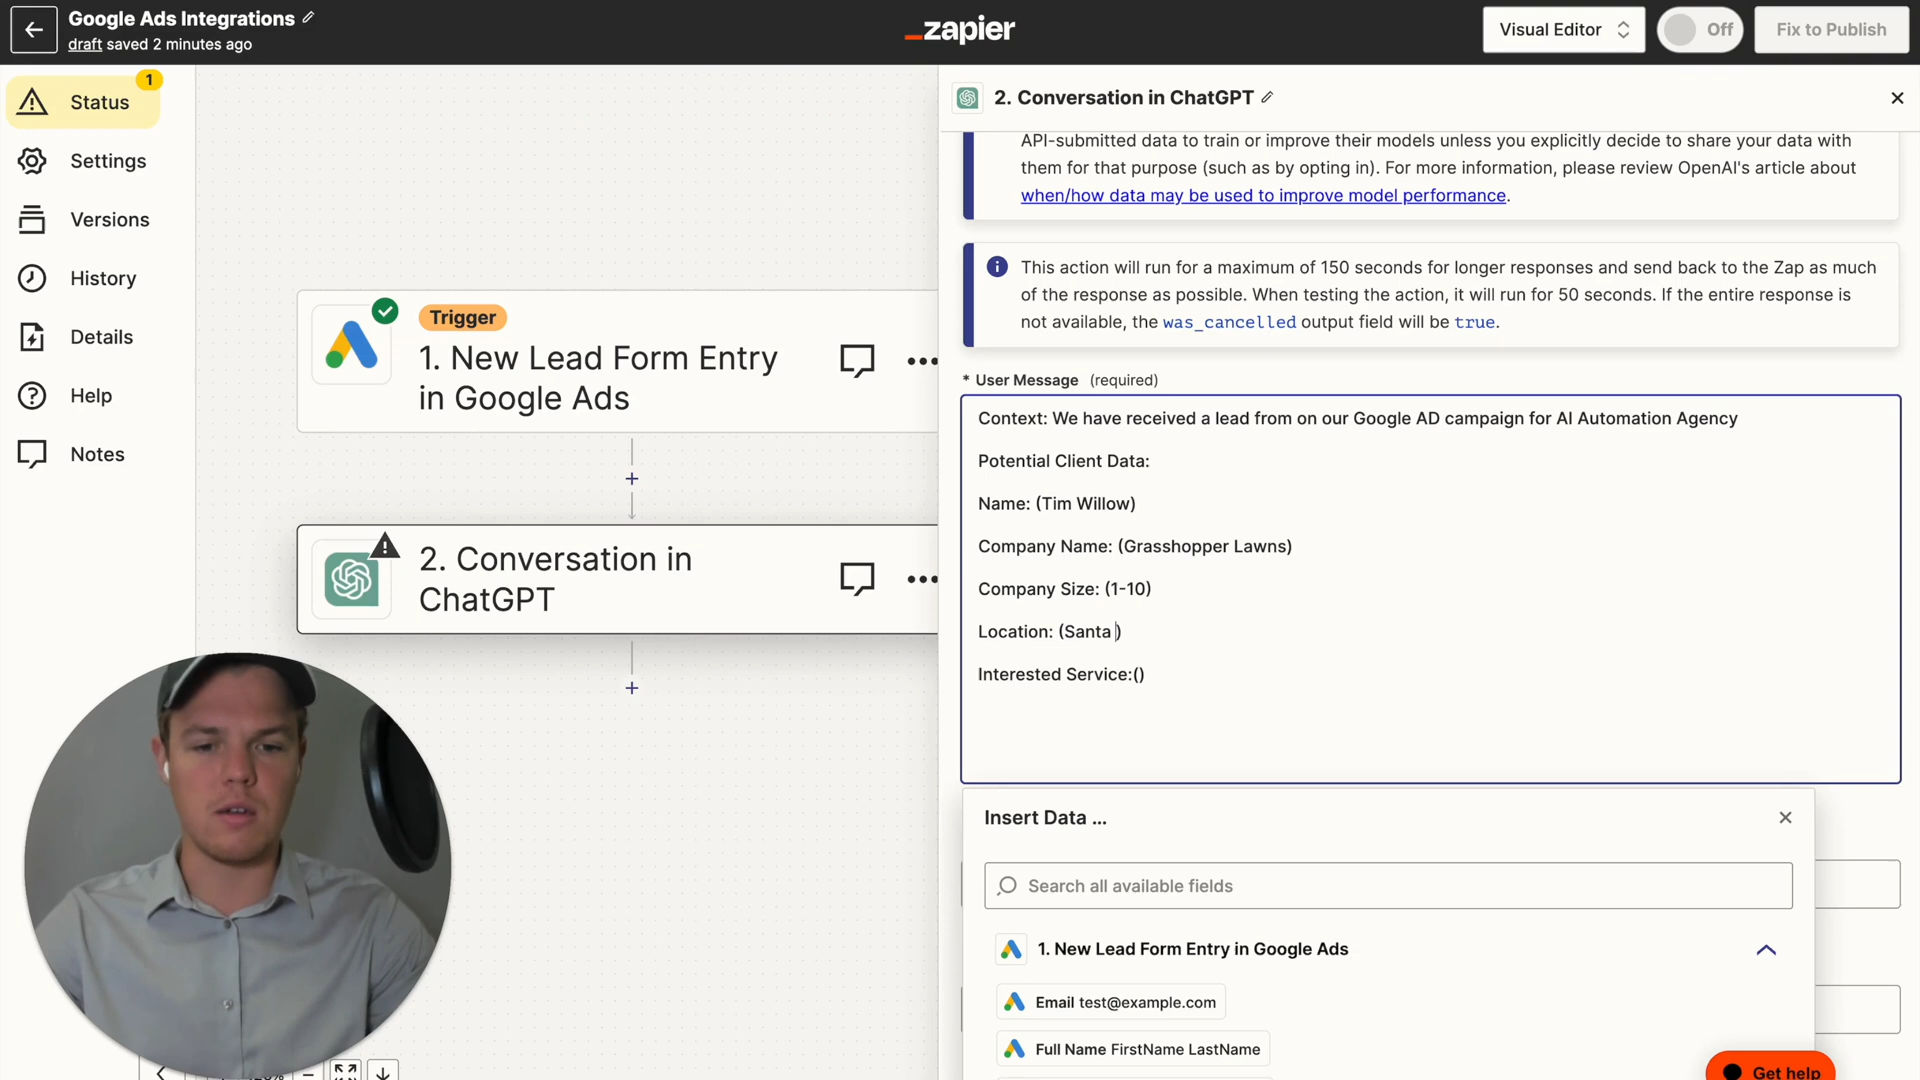 Google Ads Integrations
draft saved 2 minutes ago
zapier
Visual Editor
Off
Fix to Publish
1
Status
Settings
Versions
History
Details
Help
Notes
Trigger
1. New Lead Form Entry
in Google Ads
2. Conversation in
ChatGPT
2. Conversation in ChatGPT
API-submitted data to train or improve their models unless you explicitly decide to share your data with
them for that purpose (such as by opting in). For more information, please review OpenAI's article about
when/how data may be used to improve model performance.
This action will run for a maximum of 150 seconds for longer responses and send back to the Zap as much
of the response as possible. When testing the action, it will run for 50 seconds. If the entire response is
not available, the was_cancelled output field will be true.
* User Message (required)
Context: We have received a lead from on our Google AD campaign for AI Automation Agency
Potential Client Data:
Name: (Tim Willow)
Company Name: (Grasshopper Lawns)
Company Size: (1-10)
Location: (Santa )
Interested Service:()
Insert Data ...
Search all available fields
1. New Lead Form Entry in Google Ads
Email test@example.com
Full Name FirstName LastName
Get help